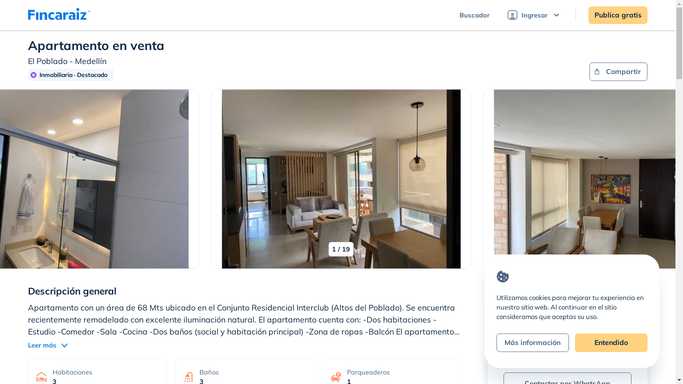 Fincaraiz
Buscador
Ingresar
Publica gratis
Apartamento en venta
El Poblado - Medellín
Inmobiliaria · Destacado
Compartir
1 / 19
Descripción general
Apartamento con un área de 68 Mts ubicado en el Conjunto Residencial Interclub (Altos del Poblado). Se encuentra
recientemente remodelado con excelente iluminación natural. El apartamento cuenta con: -Dos habitaciones -
Estudio -Comedor -Sala -Cocina -Dos baños (social y habitación principal) -Zona de ropas -Balcón El apartamento...
Leer más
Habitaciones
3
Baños
3
Parqueaderos
1
Utilizamos cookies para mejorar tu experiencia en
nuestro sitio web. Al continuar en el sitio
consideramos que aceptas su uso.
Más información
Entendido
Contactar por WhatsApp